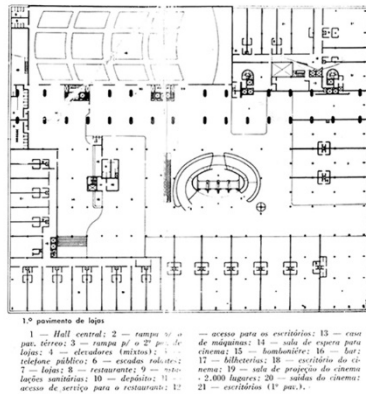 1.º pavimento de lojas
1 — Hall central; 2 — rampa
pav. térreo; 3 — rampa p/ o 2º
lojas; 4 — elevadores (mixtos);
telefone público; 6 — escadas rolantes;
7 — lojas; 8 — restaurante; 9 —
lações sanitárias; 10 — depósito;
acesso de serviço para o restaurante; 12
— acesso para os escritórios; 13 — casa
de máquinas; 14 — sala de espera para
cinema; 15 — bombonière; 16 — bar;
17 — bilheterias; 18 — escritório do ci-
nema; 19 — sala de projeção do cinema
- 2.000 lugares; 20 — saídas do cinema;
21 — escritórios (1º pav.).